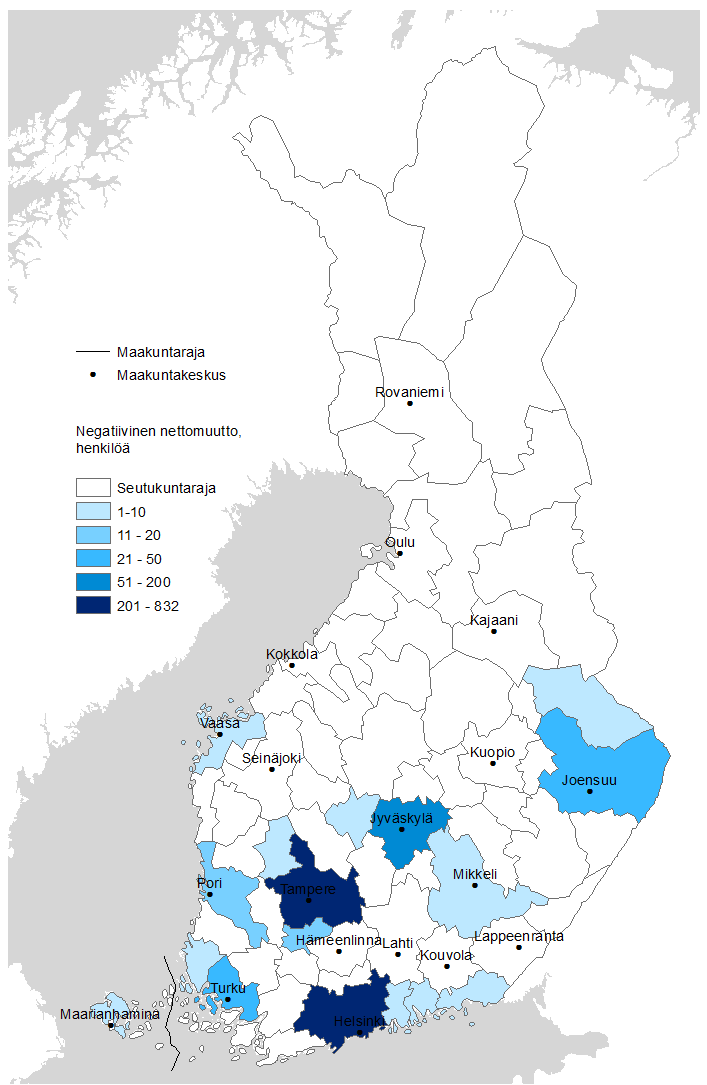 Maakuntaraja
Maakuntakeskus
Rovaniemi
Negatiivinen nettomuutto,
henkilöä
Seutukuntaraja
1-10
11 - 20
21 - 50
51 - 200
201 - 832
Oulu
Kajaani
Kokkola
Vaasa
Seinäjoki
Kuopio
Joensuu
Jyväskylä
Mikkeli
Pori
Tampere
Hämeenlinna
Lahti
Lappeenranta
Kouvola
Turku
Maarianhamina
Helsinki